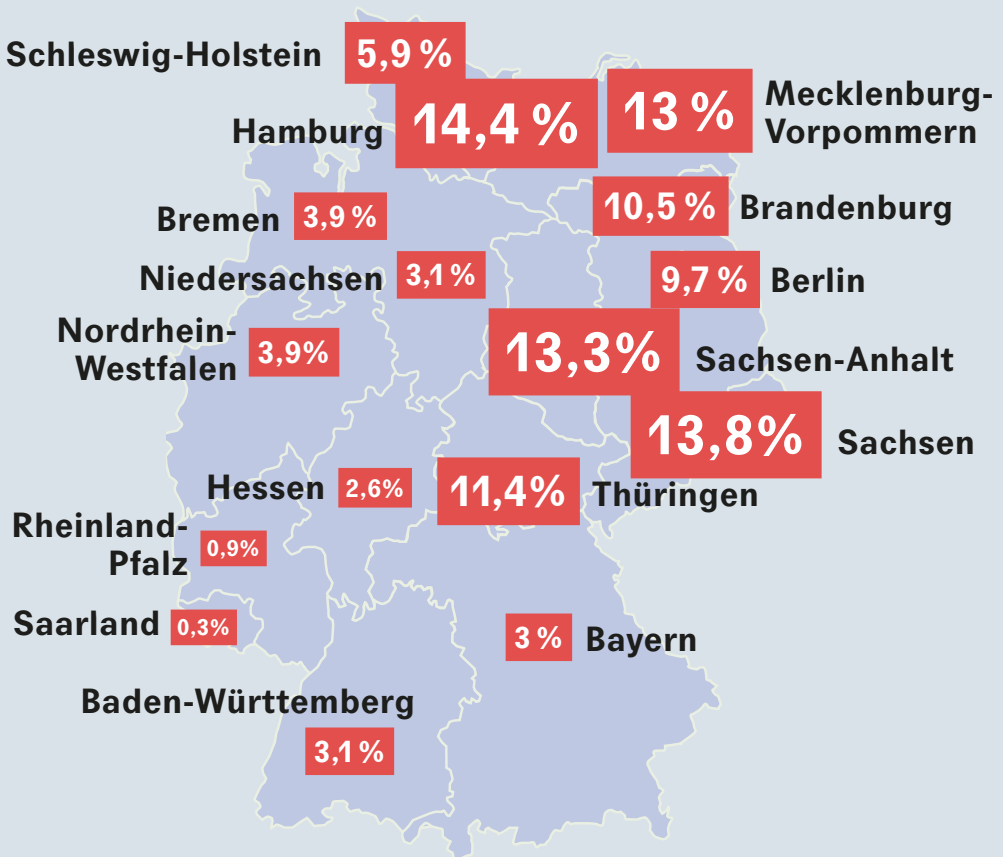 Schleswig-Holstein 5,9 %
Hamburg 14,4 %
13 % Mecklenburg-
Vorpommern
Bremen 3,9 %
10,5 % Brandenburg
Niedersachsen 3,1 %
9,7 % Berlin
Nordrhein-
Westfalen 3,9%
13,3% Sachsen-Anhalt
13,8% Sachsen
Hessen 2,6%
11,4% Thüringen
Rheinland-
Pfalz 0,9%
Saarland 0,3%
3 % Bayern
Baden-Württemberg
3,1 %